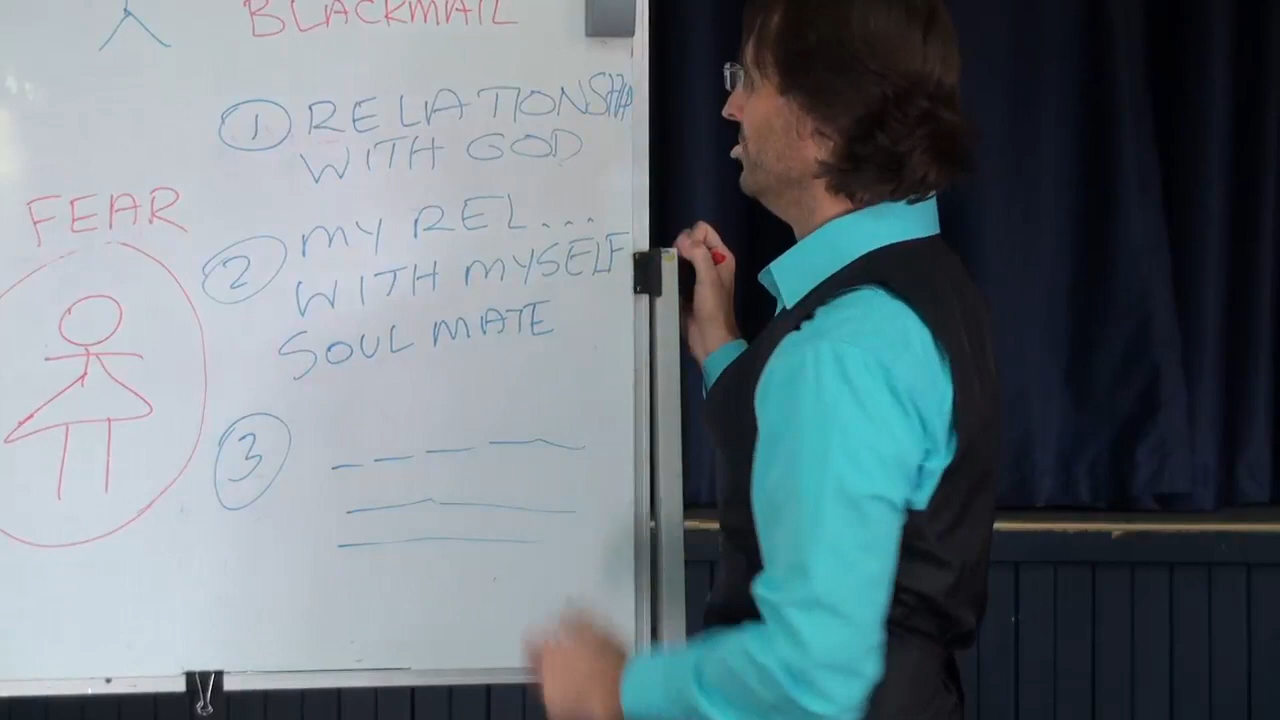 BLACKMAIL
① RELATIONSHIP
WITH GOD
FEAR
② MY REL...
WITH MYSELF
SOUL MATE
③